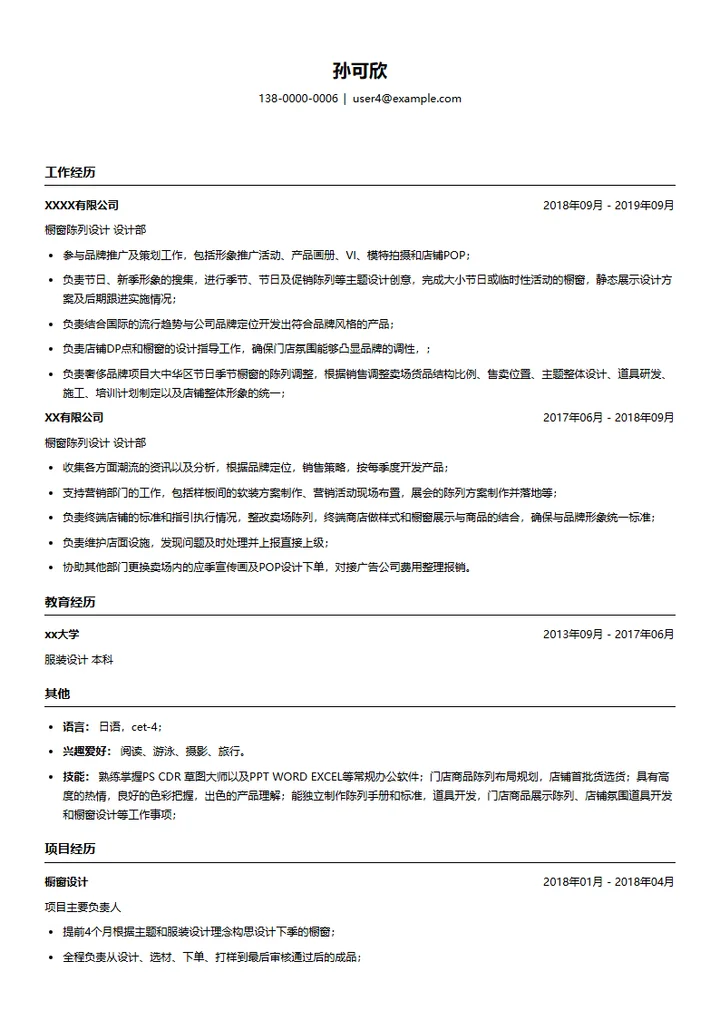 孙可欣
138-0000-0006 | user4@example.com
工作经历
XXXX有限公司 2018年09月 - 2019年09月
橱窗陈列设计 设计部
• 参与品牌推广及策划工作，包括形象推广活动、产品画册、VI、模特拍摄和店铺POP；
• 负责节日、新季形象的搜集，进行季节、节日及促销陈列等主题设计创意，完成大小节日或临时性活动的橱窗，静态展示设计方
案及后期跟进实施情况；
• 负责结合国际的流行趋势与公司品牌定位开发出符合品牌风格的产品；
• 负责店铺DP点和橱窗的设计指导工作，确保门店氛围能够凸显品牌的调性，；
• 负责奢侈品牌项目大中华区节日季节橱窗的陈列调整，根据销售调整卖场货品结构比例、售卖位置、主题整体设计、道具研发、
施工、培训计划制定以及店铺整体形象的统一；
XX有限公司 2017年06月 - 2018年09月
橱窗陈列设计 设计部
• 收集各方面潮流的资讯以及分析，根据品牌定位，销售策略，按每季度开发产品；
• 支持营销部门的工作，包括样板间的软装方案制作、营销活动现场布置，展会的陈列方案制作并落地等；
• 负责终端店铺的标准和指引执行情况，整改卖场陈列，终端商店做样式和橱窗展示与商品的结合，确保与品牌形象统一标准；
• 负责维护店面设施，发现问题及时处理并上报直接上级；
• 协助其他部门更换卖场内的应季宣传画及POP设计下单，对接广告公司费用整理报销。
教育经历
xx大学 2013年09月 - 2017年06月
服装设计 本科
其他
• 语言： 日语，cet-4；
• 兴趣爱好： 阅读、游泳、摄影、旅行。
• 技能： 熟练掌握PS CDR 草图大师以及PPT WORD EXCEL等常规办公软件；门店商品陈列布局规划，店铺首批货选货；具有高
度的热情，良好的色彩把握，出色的产品理解；能独立制作陈列手册和标准，道具开发，门店商品展示陈列、店铺氛围道具开发
和橱窗设计等工作事项；
项目经历
橱窗设计 2018年01月 - 2018年04月
项目主要负责人
• 提前4个月根据主题和服装设计理念构思设计下季的橱窗；
• 全程负责从设计、选材、下单、打样到最后审核通过后的成品；